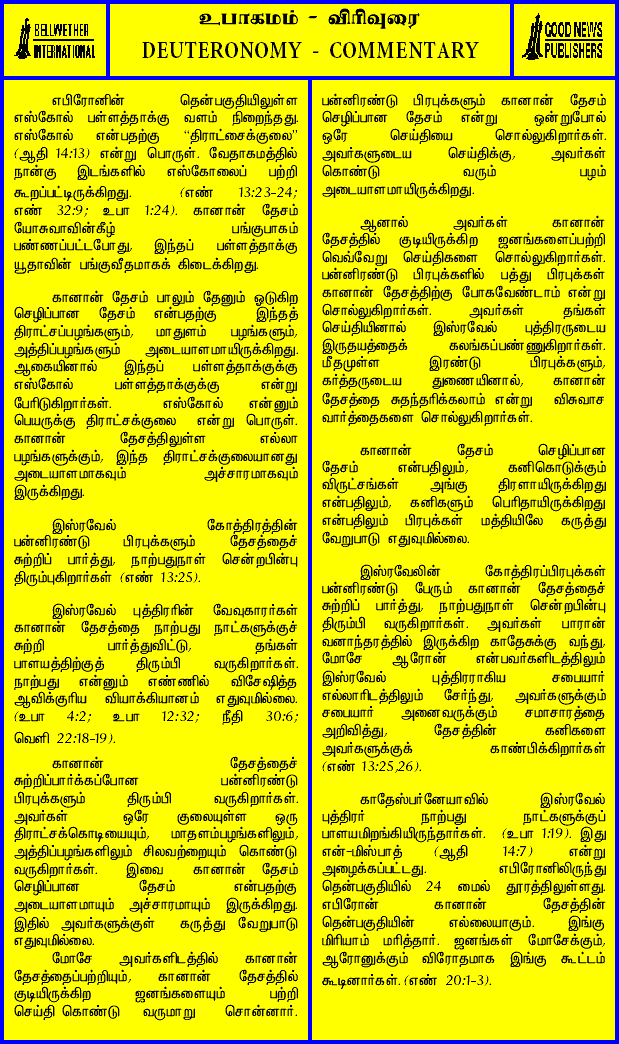 BELLWETHER
INTERNATIONAL
உபாகமம் - விரிவுரை
DEUTERONOMY - COMMENTARY
GOOD NEWS
PUBLISHERS
எபிரோனின் தென்பகுதியிலுள்ள
எஸ்கோல் பள்ளத்தாக்கு வளம் நிறைந்தது.
எஸ்கோல் என்பதற்கு “திராட்சைக்குலை”
(ஆதி 14:13) என்று பொருள். வேதாகமத்தில்
நான்கு இடங்களில் எஸ்கோலைப் பற்றி
கூறப்பட்டிருக்கிறது. (எண் 13:23-24;
எண் 32:9; உபா 1:24). கானான் தேசம்
யோசுவாவின்கீழ் பங்குபாகம்
பண்ணப்பட்டபோது, இந்தப் பள்ளத்தாக்கு
யூதாவின் பங்குவீதமாகக் கிடைக்கிறது.
கானான் தேசம் பாலும் தேனும் ஓடுகிற
செழிப்பான தேசம் என்பதற்கு இந்தத்
திராட்சப்பழங்களும், மாதுளம் பழங்களும்,
அத்திப்பழங்களும் அடையாளமாயிருக்கிறது.
ஆகையினால் இந்தப் பள்ளத்தாக்குக்கு
எஸ்கோல் பள்ளத்தாக்குக்கு என்று
பேரிடுகிறார்கள். எஸ்கோல் என்னும்
பெயருக்கு திராட்சக்குலை என்று பொருள்.
கானான் தேசத்திலுள்ள எல்லா
பழங்களுக்கும், இந்த திராட்சக்குலையானது
அடையாளமாகவும் அச்சாரமாகவும்
இருக்கிறது.
இஸ்ரவேல் கோத்திரத்தின்
பன்னிரண்டு பிரபுக்களும் தேசத்தைச்
சுற்றிப் பார்த்து, நாற்பதுநாள் சென்றபின்பு
திரும்புகிறார்கள் (எண் 13:25).
இஸ்ரவேல் புத்திரரின் வேவுகாரர்கள்
கானான் தேசத்தை நாற்பது நாட்களுக்குச்
சுற்றி பார்த்துவிட்டு, தங்கள்
பாளயத்திற்குத் திரும்பி வருகிறார்கள்.
நாற்பது என்னும் எண்ணில் விசேஷித்த
ஆவிக்குரிய வியாக்கியானம் எதுவுமில்லை.
(உபா 4:2; உபா 12:32; நீதி 30:6;
வெளி 22:18-19).
கானான் தேசத்தைச்
சுற்றிப்பார்க்கப்போன பன்னிரண்டு
பிரபுக்களும் திரும்பி வருகிறார்கள்.
அவர்கள் ஒரே குலையுள்ள ஒரு
திராட்சக்கொடியையும், மாதளம்பழங்களிலும்,
அத்திப்பழங்களிலும் சிலவற்றையும் கொண்டு
வருகிறார்கள். இவை கானான் தேசம்
செழிப்பான தேசம் என்பதற்கு
அடையாளமாயும் அச்சாரமாயும் இருக்கிறது.
இதில் அவர்களுக்குள் கருத்து வேறுபாடு
எதுவுமில்லை.
மோசே அவர்களிடத்தில் கானான்
தேசத்தைப்பற்றியும், கானான் தேசத்தில்
குடியிருக்கிற ஜனங்களையும் பற்றி
செய்தி கொண்டு வருமாறு சொன்னார்.
பன்னிரண்டு பிரபுக்களும் கானான் தேசம்
செழிப்பான தேசம் என்று ஒன்றுபோல்
ஒரே செய்தியை சொல்லுகிறார்கள்.
அவர்களுடைய செய்திக்கு, அவர்கள்
கொண்டு வரும் பழம்
அடையாளமாயிருக்கிறது.
ஆனால் அவர்கள் கானான்
தேசத்தில் குடியிருக்கிற ஜனங்களைப்பற்றி
வெவ்வேறு செய்திகளை சொல்லுகிறார்கள்.
பன்னிரண்டு பிரபுக்களில் பத்து பிரபுக்கள்
கானான் தேசத்திற்கு போகவேண்டாம் என்று
சொல்லுகிறார்கள். அவர்கள் தங்கள்
செய்தியினால் இஸ்ரவேல் புத்திரருடைய
இருதயத்தைக் கலங்கப்பண்ணுகிறார்கள்.
மீதமுள்ள இரண்டு பிரபுக்களும்,
கர்த்தருடைய துணையினால், கானான்
தேசத்தை சுதந்தரிக்கலாம் என்று விசுவாச
வார்த்தைகளை சொல்லுகிறார்கள்.
கானான் தேசம் செழிப்பான
தேசம் என்பதிலும், கனிகொடுக்கும்
விருட்சங்கள் அங்கு திரளாயிருக்கிறது
என்பதிலும், கனிகளும் பெரிதாயிருக்கிறது
என்பதிலும் பிரபுக்கள் மத்தியிலே கருத்து
வேறுபாடு எதுவுமில்லை.
இஸ்ரவேலின் கோத்திரப்பிரபுக்கள்
பன்னிரண்டு பேரும் கானான் தேசத்தைச்
சுற்றிப் பார்த்து, நாற்பதுநாள் சென்றபின்பு
திரும்பி வருகிறார்கள். அவர்கள் பாரான்
வனாந்தரத்தில் இருக்கிற காதேசுக்கு வந்து,
மோசே ஆரோன் என்பவர்களிடத்திலும்
இஸ்ரவேல் புத்திரராகிய சபையார்
எல்லாரிடத்திலும் சேர்ந்து, அவர்களுக்கும்
சபையார் அனைவருக்கும் சமாசாரத்தை
அறிவித்து, தேசத்தின் கனிகளை
அவர்களுக்குக் காண்பிக்கிறார்கள்
(எண் 13:25,26).
காதேஸ்பர்னேயாவில் இஸ்ரவேல்
புத்திரர் நாற்பது நாட்களுக்குப்
பாளயமிறங்கியிருந்தார்கள். (உபா 1:19). இது
என்-மிஸ்பாத் (ஆதி 14:7) என்று
அழைக்கப்பட்டது. எபிரோனிலிருந்து
தென்பகுதியில் 24 மைல் தூரத்திலுள்ளது.
எபிரோன் கானான் தேசத்தின்
தென்பகுதியின் எல்லையாகும். இங்கு
மிரியாம் மரித்தார். ஜனங்கள் மோசேக்கும்,
ஆரோனுக்கும் விரோதமாக இங்கு கூட்டம்
கூடினார்கள். (எண் 20:1-3).